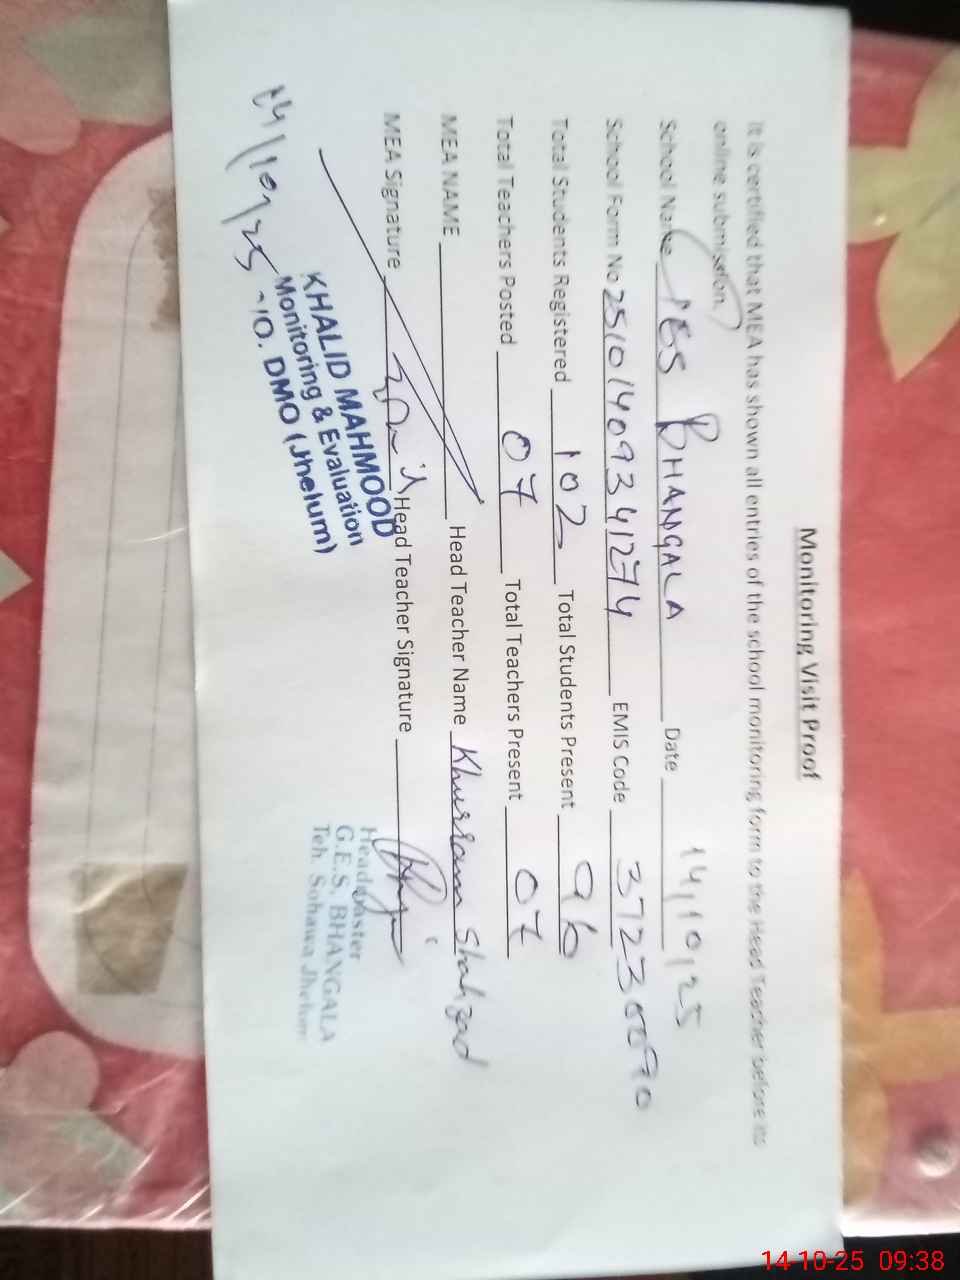 Monitoring Visit Proof
It is certified that MEA has shown all entries of the school monitoring form to the Head Teacher before its
online submission.
School Name GES BHANGALA Date 14/10/25
School Form No 25101409341274 EMIS Code 37230090
Total Students Registered 102 Total Students Present 96
Total Teachers Posted 07 Total Teachers Present 07
MEA NAME Head Teacher Name Khurram Shahzad
MEA Signature Head Teacher Signature
KHALID MAHMOOD
Monitoring & Evaluation
O. DMO (Jhelum)
14/10/25
Head Master
G.E.S. BHANGALA
Teh. Sohawa Jhelum
14-10-25 09:38